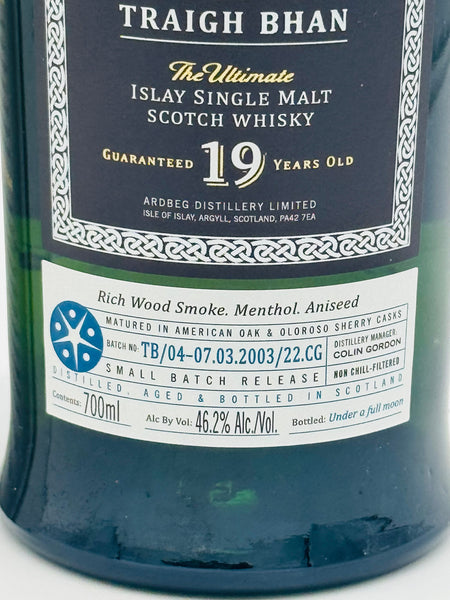 TRAIGH BHAN
The Ultimate
ISLAY SINGLE MALT
SCOTCH WHISKY
GUARANTEED 19 YEARS OLD
ARDBEG DISTILLERY LIMITED
ISLE OF ISLAY, ARGYLL, SCOTLAND, PA42 7EA
Rich Wood Smoke. Menthol. Aniseed
MATURED IN AMERICAN OAK & OLOROSO SHERRY CASKS
BATCH NO: TB/04-07.03.2003/22.CG
DISTILLERY MANAGER:
COLIN GORDON
SMALL BATCH RELEASE
NON CHILL-FILTERED
DISTILLED, AGED & BOTTLED IN SCOTLAND
Contents: 700ml
Alc By Vol: 46.2% Alc./Vol.
Bottled: Under a full moon